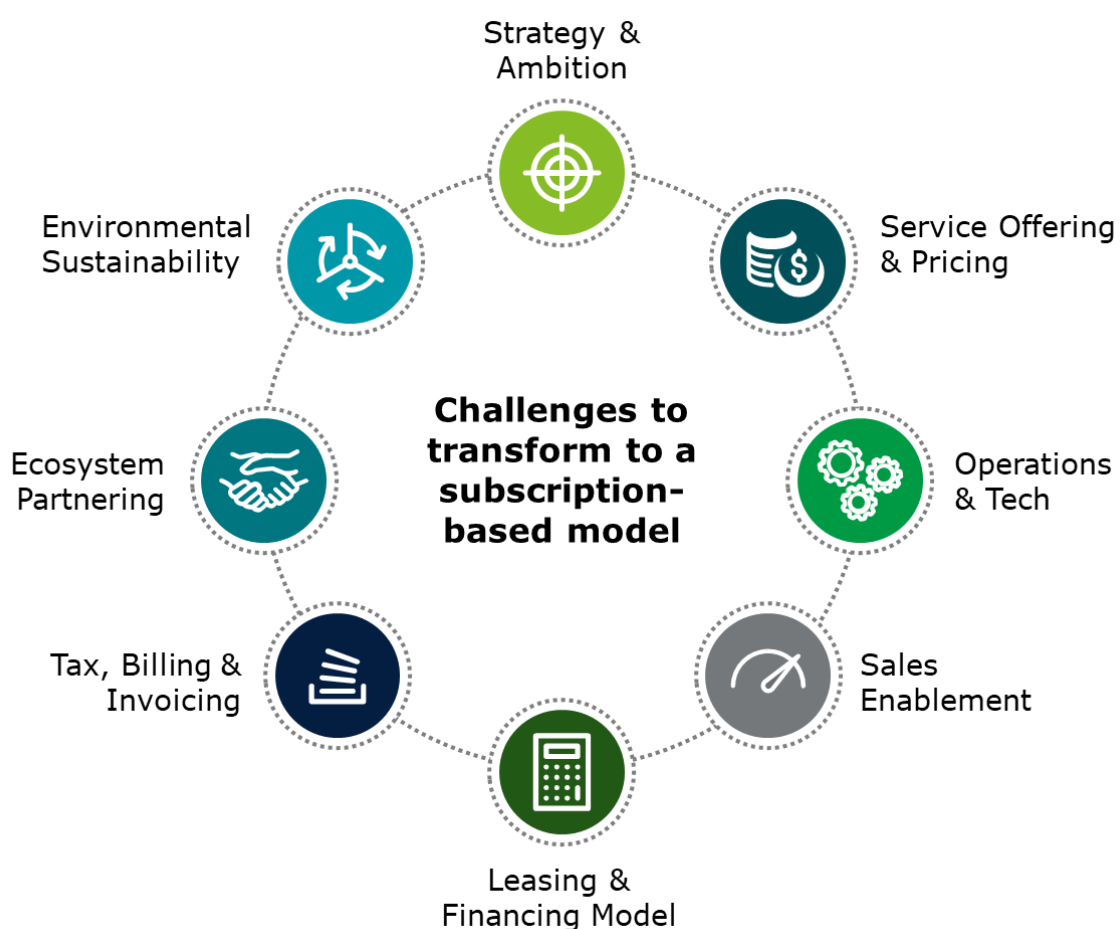 Strategy &
Ambition
Environmental
Sustainability
Service Offering
& Pricing
$
Challenges to
transform to a
subscription-
based model
Ecosystem
Partnering
Operations
& Tech
Tax, Billing &
Invoicing
Sales
Enablement
Leasing &
Financing Model